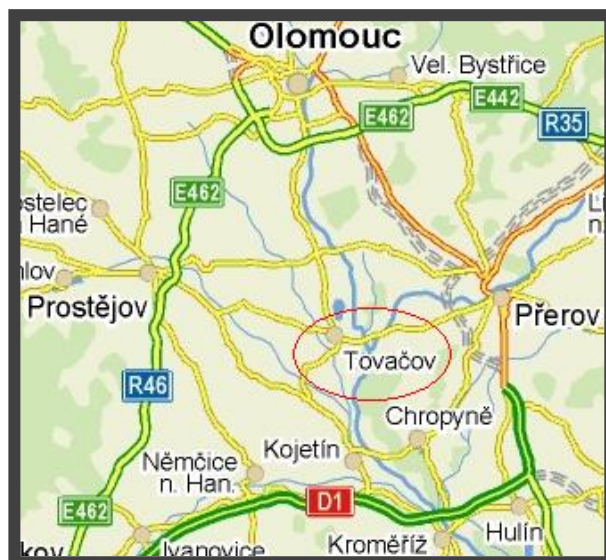 Olomouc
Vel. Bystřice
E442
E462
R35
E462
ostelec
Hané
Prostějov
Přerov
Tovačov
R46
Chropyně
Kojetín
Němčice
n. Han.
E462
D1
Hulín
Kroměříž
Ivanovice